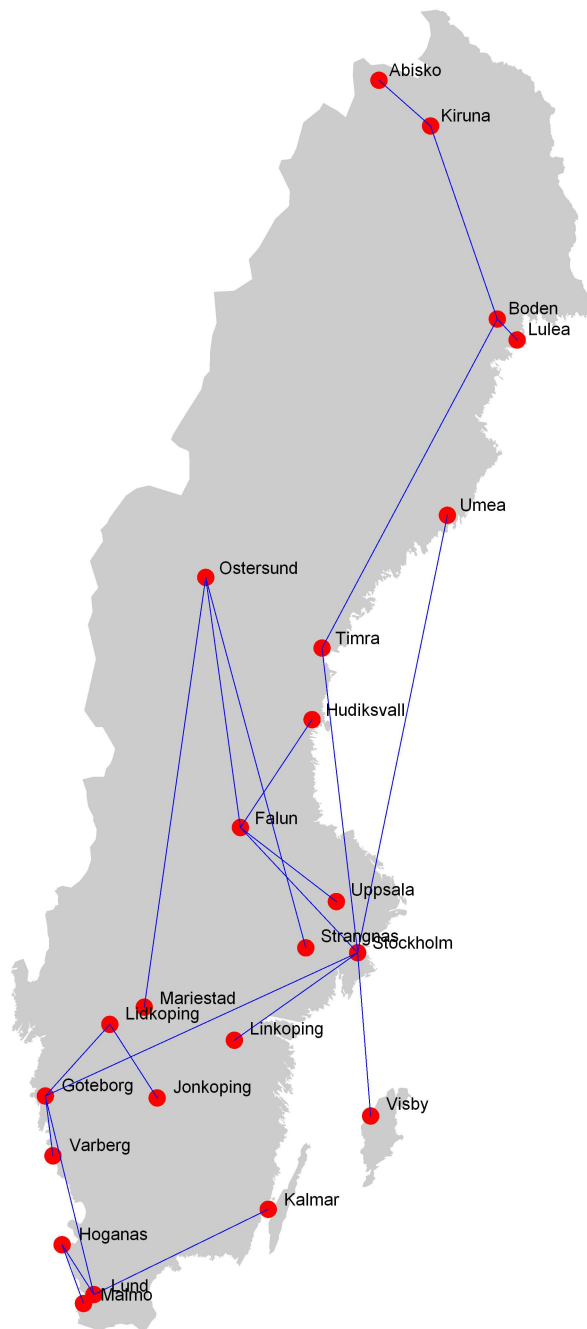 Abisko
Kiruna
Boden
Lulea
Umea
Ostersund
Timra
Hudiksvall
Falun
Uppsala
Strangnas
Stockholm
Mariestad
Lidkoping
Linkoping
Göteborg
Jonkoping
Visby
Varberg
Kalmar
Hoganas
Lund
Malmo